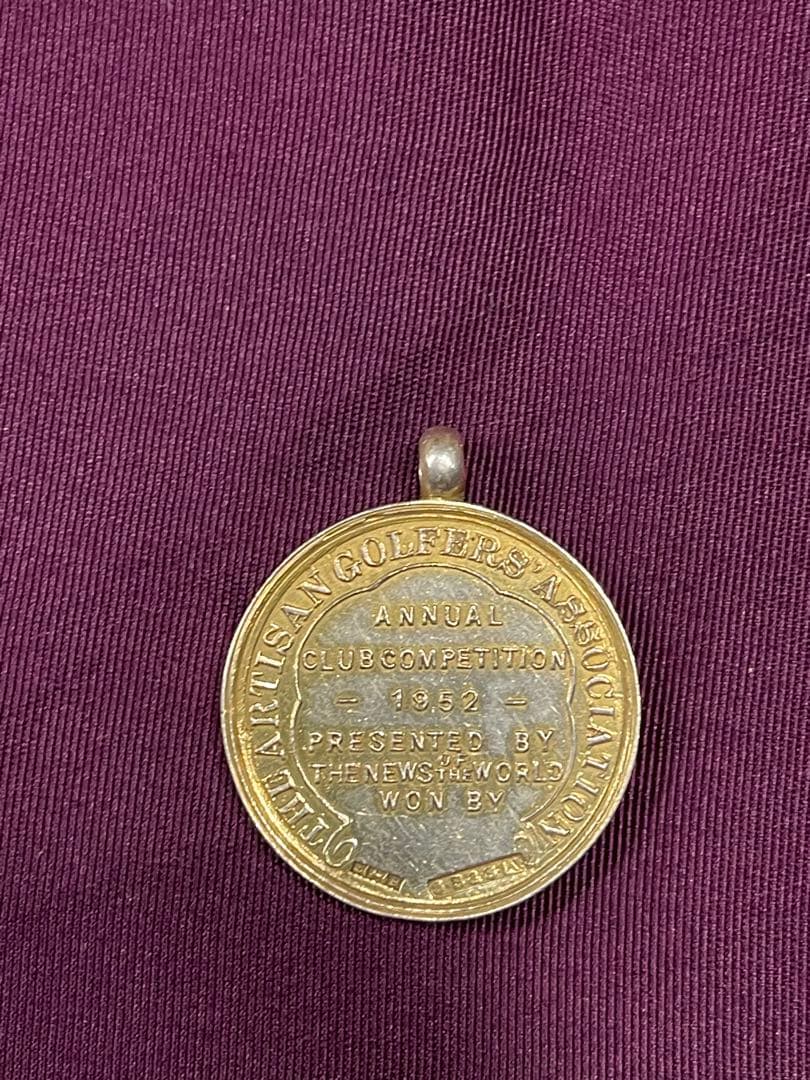 THE ARTISAN GOLFERS' ASSOCIATION
ANNUAL
CLUB COMPETITION
- 1952 -
PRESENTED BY
THE NEWS OF THE WORLD
WON BY